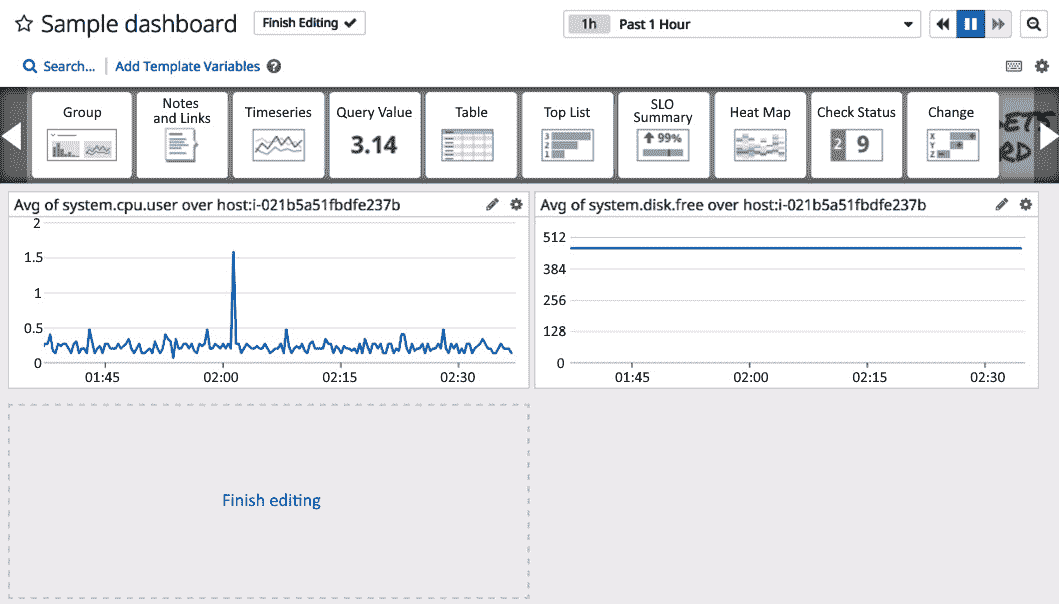 Sample dashboard Finish Editing 1h Past 1 Hour
Search... Add Template Variables ?
Group
Notes
and Links
Timeseries
Query Value
3.14
Table
Top List
3
2
1
SLO
Summary
99%
Heat Map
Check Status
2 9
Change
X
Y
Z
RD
Avg of system.cpu.user over host:i-021b5a51fbdfe237b
2
1.5
1
0.5
0
01:45 02:00 02:15 02:30
Avg of system.disk.free over host:i-021b5a51fbdfe237b
512
384
256
128
0
01:45 02:00 02:15 02:30
Finish editing